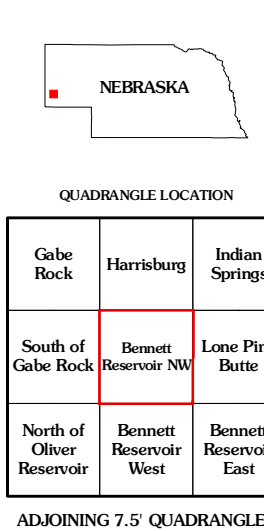 NEBRASKA
QUADRANGLE LOCATION
Gabe
Rock
Harrisburg
Indian
Springs
South of
Gabe Rock
Bennett
Reservoir NW
Lone Pin
Butte
North of
Oliver
Reservoir
Bennett
Reservoir
West
Bennett
Reservoi
East
ADJOINING 7.5' QUADRANGLE